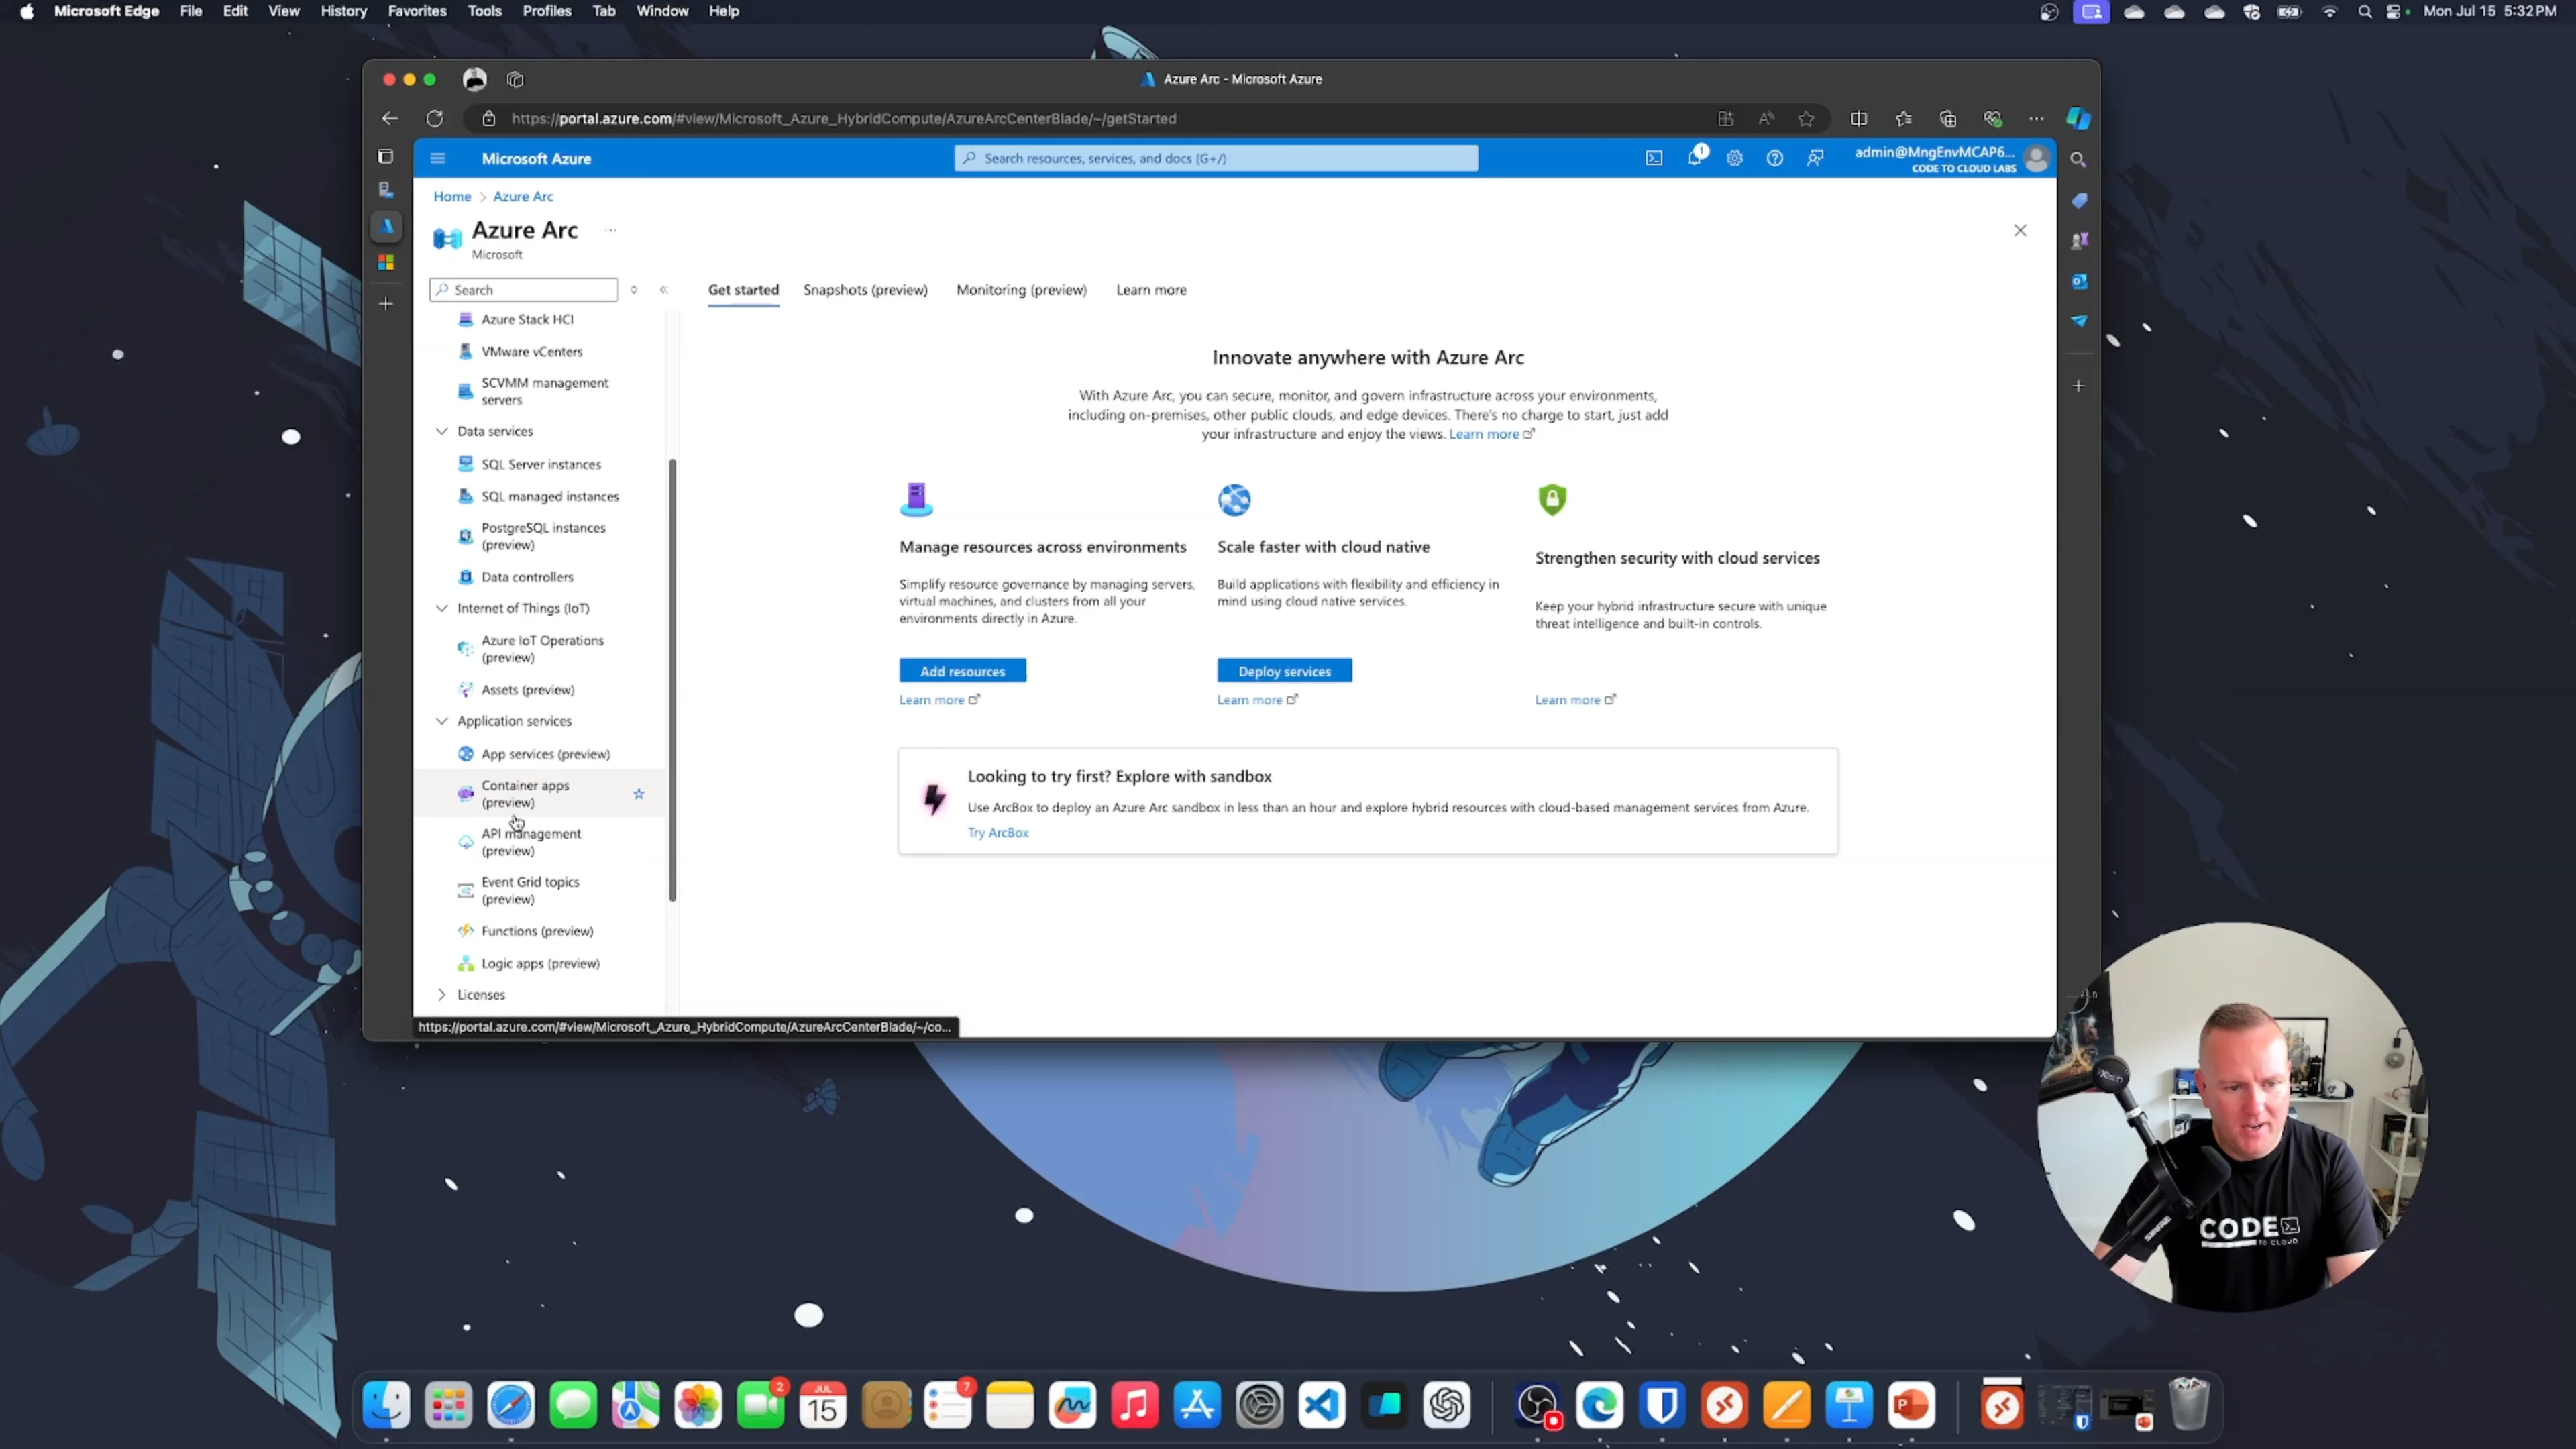 Microsoft Edge File Edit View History Favorites Tools Profiles Tab Window Help
Mon Jul 15 5:32 PM
Azure Arc - Microsoft Azure
https://portal.azure.com/#view/Microsoft_Azure_HybridCompute/AzureArcCenterBlade/~/getStarted
Microsoft Azure
Search resources, services, and docs (G+/)
1
admin@MngEnvMCAP6...
CODE TO CLOUD LABS
Home > Azure Arc
Azure Arc ...
Microsoft
Search
Get started
Snapshots (preview)
Monitoring (preview)
Learn more
Azure Stack HCI
VMware vCenters
SCVMM management
servers
Data services
SQL Server instances
SQL managed instances
PostgreSQL instances
(preview)
Data controllers
Internet of Things (IoT)
Azure IoT Operations
(preview)
Assets (preview)
Application services
App services (preview)
Container apps
(preview)
API management
(preview)
Event Grid topics
(preview)
Functions (preview)
Logic apps (preview)
Licenses
Innovate anywhere with Azure Arc
With Azure Arc, you can secure, monitor, and govern infrastructure across your environments,
including on-premises, other public clouds, and edge devices. There's no charge to start, just add
your infrastructure and enjoy the views. Learn more
Manage resources across environments
Simplify resource governance by managing servers,
virtual machines, and clusters from all your
environments directly in Azure.
Add resources
Learn more
Scale faster with cloud native
Build applications with flexibility and efficiency in
mind using cloud native services.
Deploy services
Learn more
Strengthen security with cloud services
Keep your hybrid infrastructure secure with unique
threat intelligence and built-in controls.
Learn more
Looking to try first? Explore with sandbox
Use ArcBox to deploy an Azure Arc sandbox in less than an hour and explore hybrid resources with cloud-based management services from Azure.
Try ArcBox
https://portal.azure.com/#view/Microsoft_Azure_HybridCompute/AzureArcCenterBlade/~/co...
SHURE
CODE
TO CLOUD
2
JUL
15
7